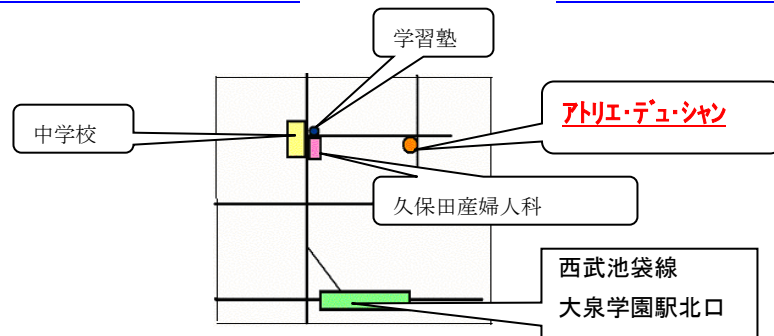 学習塾
中学校
アトリエ・デュ・シャン
久保田産婦人科
西武池袋線
大泉学園駅北口